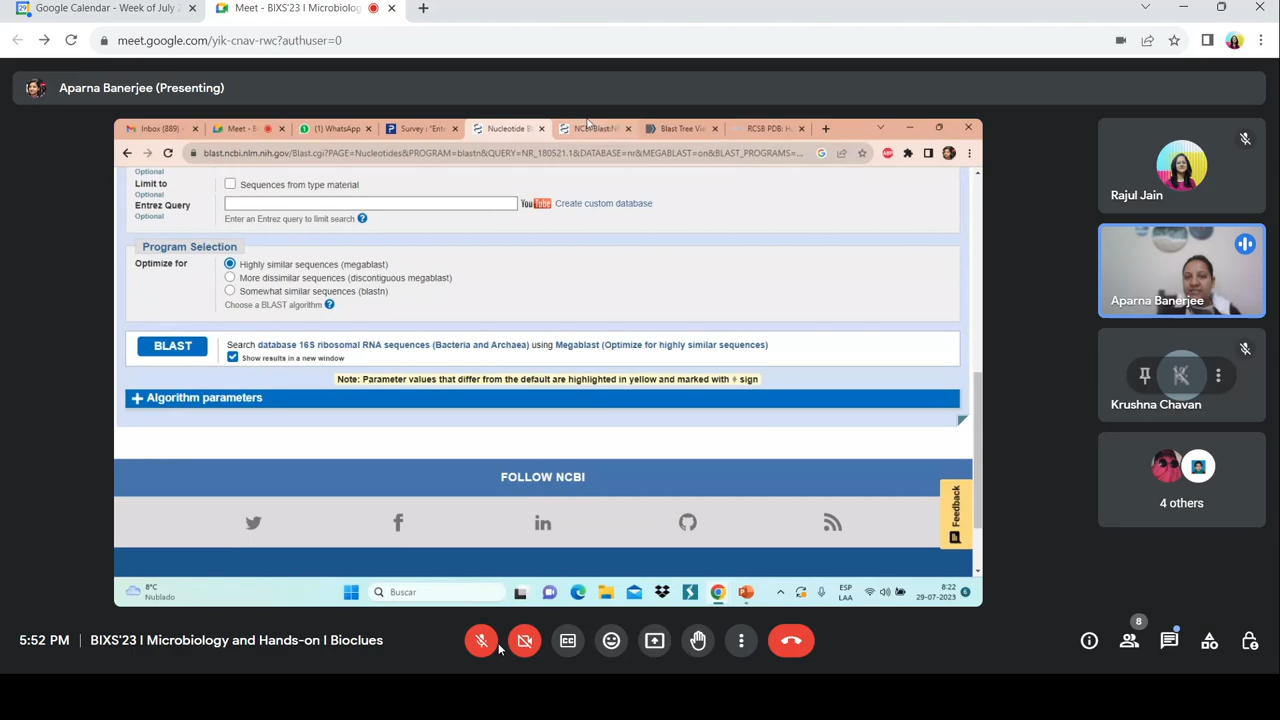 Google Calendar - Week of July 2
Meet - BIXS'23 I Microbiolog
meet.google.com/yik-cnav-rwc?authuser=0
Aparna Banerjee (Presenting)
Inbox (889) -
Meet - B
(1) WhatsApp
Survey : "Ente
Nucleotide B
Blast Tree View
RCSB PDB: H
blast.ncbi.nlm.nih.gov/Blast.cgi?PAGE=Nucleotides&PROGRAM=blastn&QUERY=NR_180521.1&DATABASE=nr&MEGABLAST=on&BLAST_PROGRAMS=...
Optional
Limit to
Sequences from type material
Optional
Entrez Query
YouTube Create custom database
Optional
Enter an Entrez query to limit search
Program Selection
Optimize for
Highly similar sequences (megablast)
More dissimilar sequences (discontiguous megablast)
Somewhat similar sequences (blastn)
Choose a BLAST algorithm
BLAST
Search database 16S ribosomal RNA sequences (Bacteria and Archaea) using Megablast (Optimize for highly similar sequences)
Show results in a new window
Note: Parameter values that differ from the default are highlighted in yellow and marked with ♦ sign
+ Algorithm parameters
FOLLOW NCBI
Feedback
8°C
Nublado
Buscar
ESP
LAA
8:22
29-07-2023
Rajul Jain
Aparna Banerjee
Krushna Chavan
4 others
5:52 PM
BIXS'23 I Microbiology and Hands-on I Bioclues
8